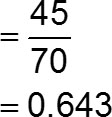 = 45/70
= 0.643